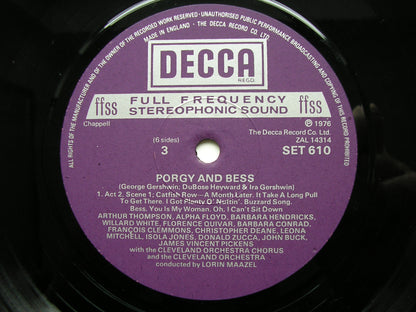 ALL RIGHTS OF THE MANUFACTURER AND OF THE OWNER OF THE RECORDED WORK RESERVED · UNAUTHORISED PUBLIC PERFORMANCE, BROADCASTING AND COPYING OF THIS RECORD PROHIBITED
MADE IN ENGLAND · THE DECCA RECORD CO. LTD.
DECCA
REGD.
ffss FULL FREQUENCY STEREOPHONIC SOUND ffss
Chappell
℗ 1976
The Decca Record Co. Ltd.
(6 sides)
ZAL 14314
3
SET 610
PORGY AND BESS
(George Gershwin: DuBose Heyward & Ira Gershwin)
1. Act 2. Scene 1: Catfish Row—A Month Later. It Take A Long Pull
To Get There. I Got Plenty O' Nuttin'. Buzzard Song.
Bess, You Is My Woman. Oh, I Can't Sit Down
ARTHUR THOMPSON, ALPHA FLOYD, BARBARA HENDRICKS,
WILLARD WHITE, FLORENCE QUIVAR, BARBARA CONRAD,
FRANÇOIS CLEMMONS, CHRISTOPHER DEANE, LEONA
MITCHELL, ISOLA JONES, DONALD ZUCCA, JOHN BUCK,
JAMES VINCENT PICKENS
with the CLEVELAND ORCHESTRA CHORUS
and the CLEVELAND ORCHESTRA
conducted by LORIN MAAZEL